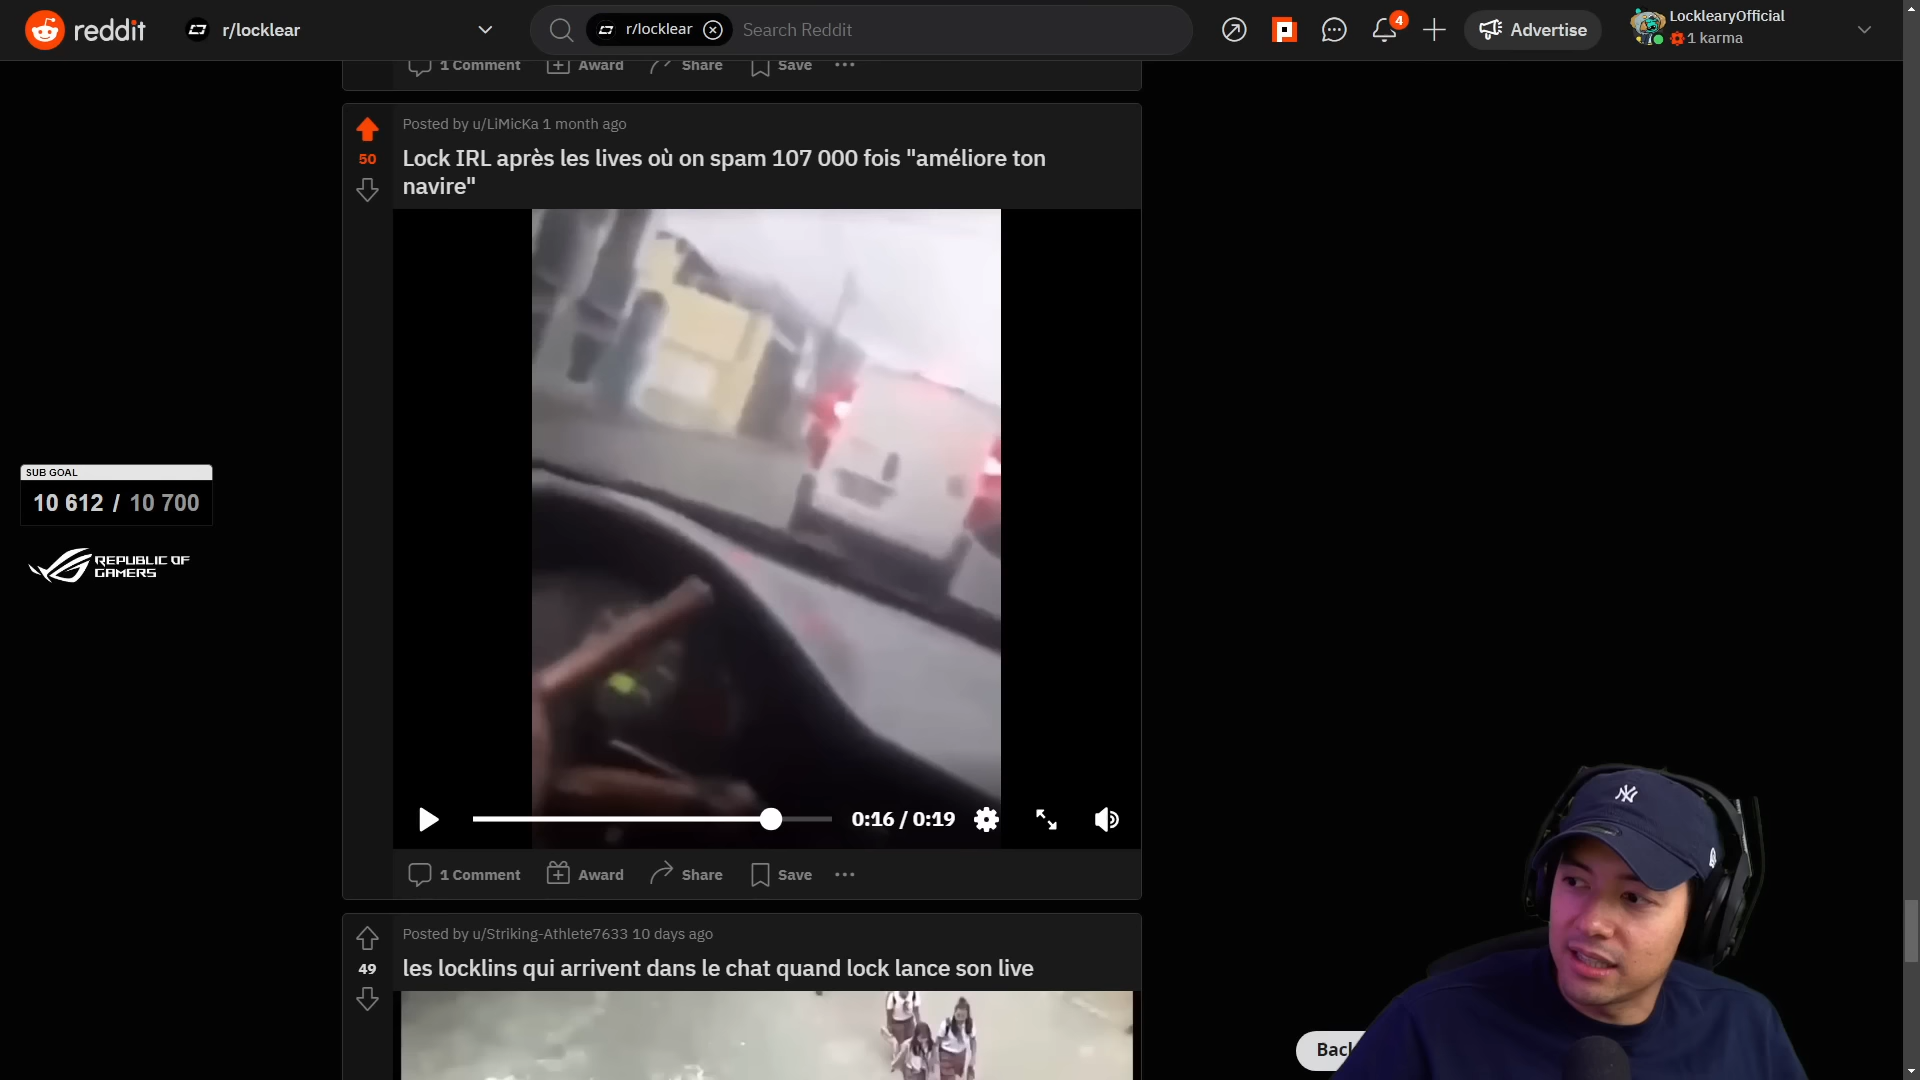 reddit
r/locklear
r/locklear
Search Reddit
4
Advertise
LocklearyOfficial
1 karma
1 Comment
Award
Share
Save
Posted by u/LiMicKa 1 month ago
50
Lock IRL après les lives où on spam 107 000 fois "améliore ton
navire"
SUB GOAL
10 612 / 10 700
REPUBLIC OF
GAMERS
0:16 / 0:19
1 Comment
Award
Share
Save
Posted by u/Striking-Athlete7633 10 days ago
49
les locklins qui arrivent dans le chat quand lock lance son live
NY